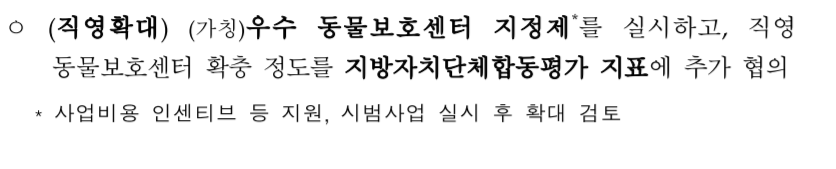 ㅇ (직영확대) (가칭)우수 동물보호센터 지정제*를 실시하고, 직영
동물보호센터 확충 정도를 지방자치단체합동평가 지표에 추가 협의
* 사업비용 인센티브 등 지원, 시범사업 실시 후 확대 검토